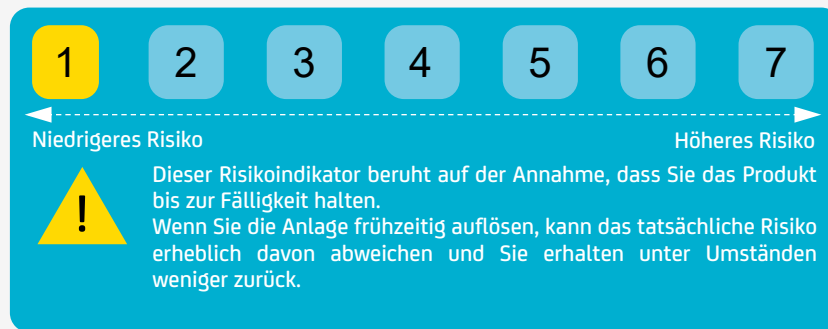 1 2 3 4 5 6 7
Niedrigeres Risiko Höheres Risiko
Dieser Risikoindikator beruht auf der Annahme, dass Sie das Produkt
bis zur Fälligkeit halten.
!
Wenn Sie die Anlage frühzeitig auflösen, kann das tatsächliche Risiko
erheblich davon abweichen und Sie erhalten unter Umständen
weniger zurück.